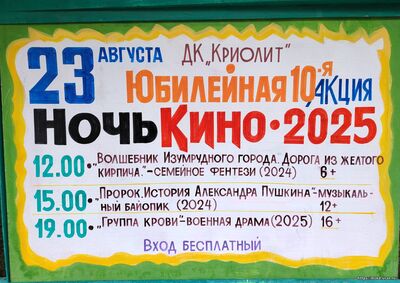 23 АВГУСТА ДК „КРИОЛИТ"
ЮБИЛЕЙНАЯ 10-Я АКЦИЯ
НОЧЬ КИНО • 2025
12.00 • „ВОЛШЕБНИК ИЗУМРУДНОГО ГОРОДА. ДОРОГА ИЗ ЖЕЛТОГО
КИРПИЧА." - СЕМЕЙНОЕ ФЕНТЕЗИ (2024) 6+
15.00 • „ПРОРОК. ИСТОРИЯ АЛЕКСАНДРА ПУШКИНА" - МУЗЫКАЛЬ-
НЫЙ БАЙОПИК (2024) 12+
19.00 • „ГРУППА КРОВИ" - ВОЕННАЯ ДРАМА (2025) 16+
ВХОД БЕСПЛАТНЫЙ